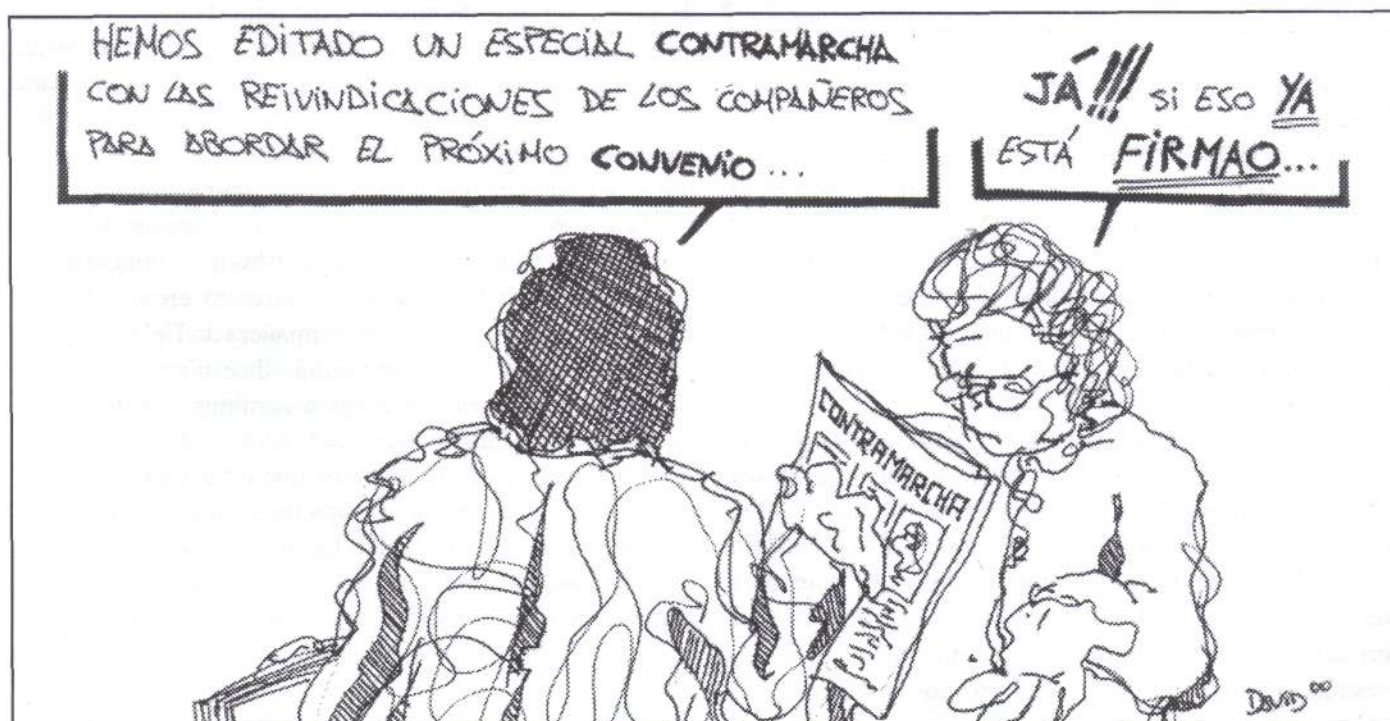 HEMOS EDITADO UN ESPECIAL CONTRAMARCHA
CON LAS REIVINDICACIONES DE LOS COMPAÑEROS
PARA ABORDAR EL PRÓXIMO CONVENIO...
JÁ!!! SI ESO YA
ESTÁ FIRMAO...
CONTRAMARCHA
DAVID 00